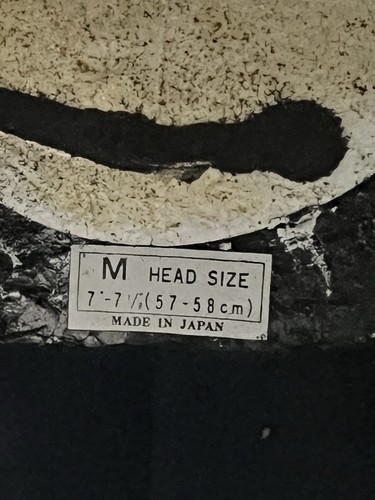 M HEAD SIZE
7"-7 1/8(57-58cm)
MADE IN JAPAN